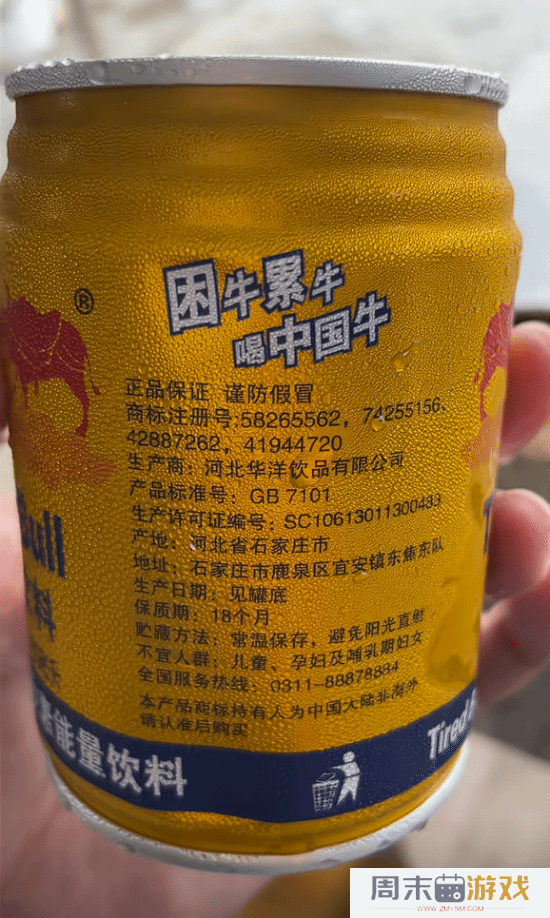 ®
困牛累牛
喝中国牛
正品保证 谨防假冒
商标注册号:58265562, 74255156,
42887262, 41944720
生产商: 河北华洋饮品有限公司
产品标准号: GB 7101
生产许可证编号: SC10613011300433
产地: 河北省石家庄市
地址: 石家庄市鹿泉区宜安镇东焦东队
生产日期: 见罐底
保质期: 18个月
贮藏方法: 常温保存, 避免阳光直射
不宜人群: 儿童、孕妇及哺乳期妇女
全国服务热线: 0311-88878884
本产品商标持有人为中国大陆非海外
请认准后购买
Bull
料
能量饮料
Tired
周末游戏
WWW.ZMYSM.COM